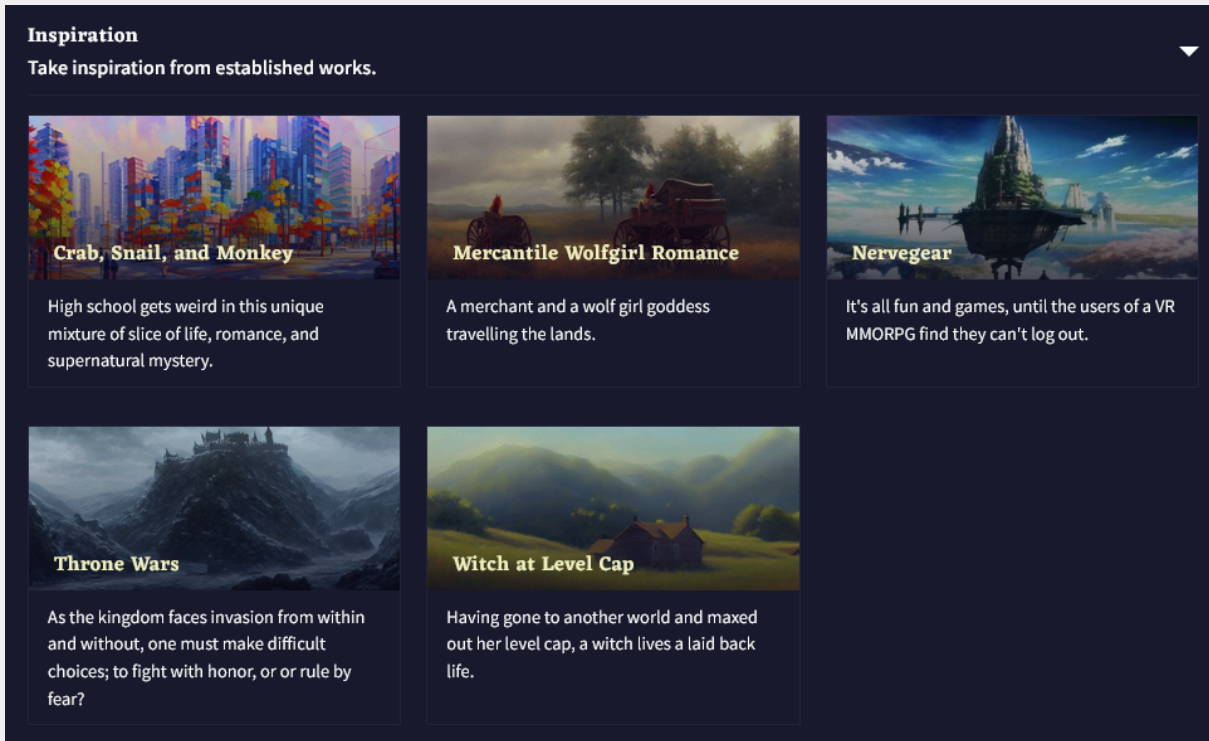 Inspiration
Take inspiration from established works.
Crab, Snail, and Monkey
High school gets weird in this unique
mixture of slice of life, romance, and
supernatural mystery.
Mercantile Wolfgirl Romance
A merchant and a wolf girl goddess
travelling the lands.
Nervegear
It's all fun and games, until the users of a VR
MMORPG find they can't log out.
Throne Wars
As the kingdom faces invasion from within
and without, one must make difficult
choices; to fight with honor, or or rule by
fear?
Witch at Level Cap
Having gone to another world and maxed
out her level cap, a witch lives a laid back
life.